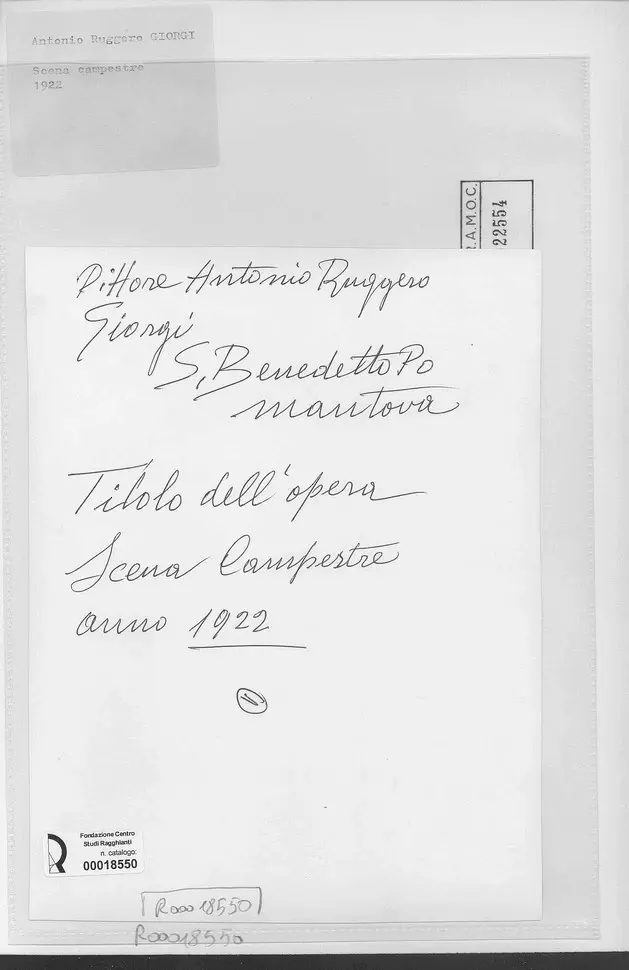 Antonio Ruggero GIORGI
Scena campestre
1922
.A.M.O.C.
22554
Pittore Antonio Ruggero
Giorgi
S. Benedetto Po
mantova
Titolo dell'opera
Scena Campestre
anno 1922
V
Fondazione Centro
Studi Ragghianti
n. catalogo:
00018550
R00018550
R00018550